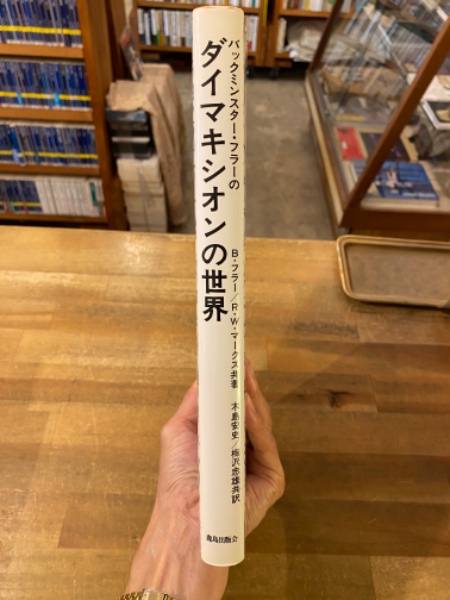 バックミンスター・フラーの
ダイマキシオンの世界
B・フラー／R・W・マークス共著
木島安史／梅沢忠雄共訳
鹿島出版会